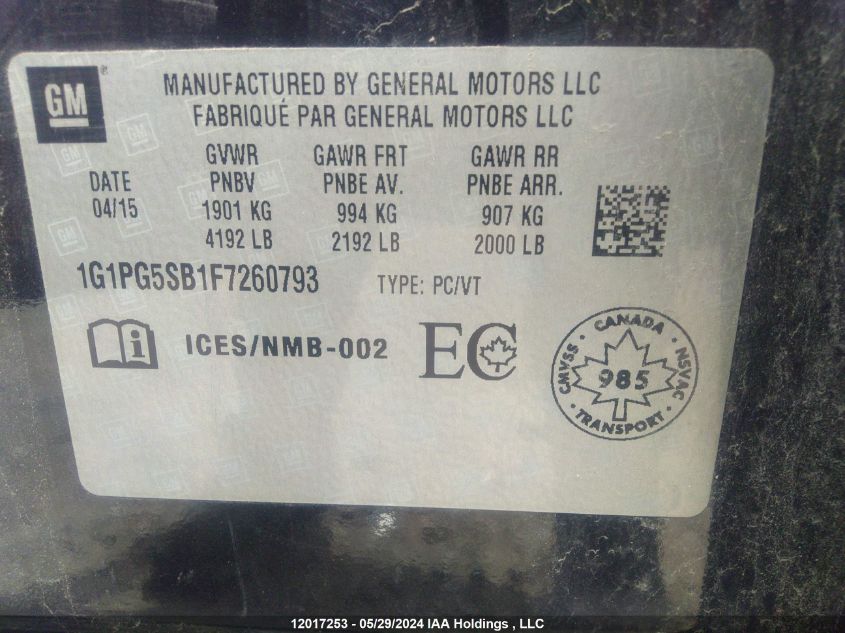 GM ®
MANUFACTURED BY GENERAL MOTORS LLC
FABRIQUÉ PAR GENERAL MOTORS LLC
DATE
04/15
GVWR
PNBV
1901 KG
4192 LB
GAWR FRT
PNBE AV.
994 KG
2192 LB
GAWR RR
PNBE ARR.
907 KG
2000 LB
1G1PG5SB1F7260793 TYPE: PC/VT
i ICES/NMB-002 EC
CANADA
CMVSS 985 NSVAC
TRANSPORT
12017253 - 05/29/2024 IAA Holdings , LLC